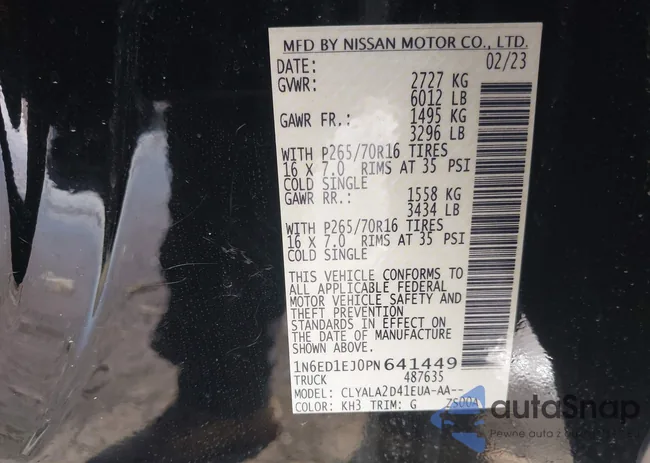 MFD BY NISSAN MOTOR CO., LTD.
DATE: 02/23
GVWR: 2727 KG
6012 LB
GAWR FR.: 1495 KG
3296 LB
WITH P265/70R16 TIRES
16 X 7.0 RIMS AT 35 PSI
COLD SINGLE
GAWR RR.: 1558 KG
3434 LB
WITH P265/70R16 TIRES
16 X 7.0 RIMS AT 35 PSI
COLD SINGLE
THIS VEHICLE CONFORMS TO
ALL APPLICABLE FEDERAL
MOTOR VEHICLE SAFETY AND
THEFT PREVENTION
STANDARDS IN EFFECT ON
THE DATE OF MANUFACTURE
SHOWN ABOVE.
1N6ED1EJ0PN641449
TRUCK 487635
MODEL: CLYALA2D41EUA-AA--
COLOR: KH3 TRIM: G ZS00A
autoSnap
Pewne auta z